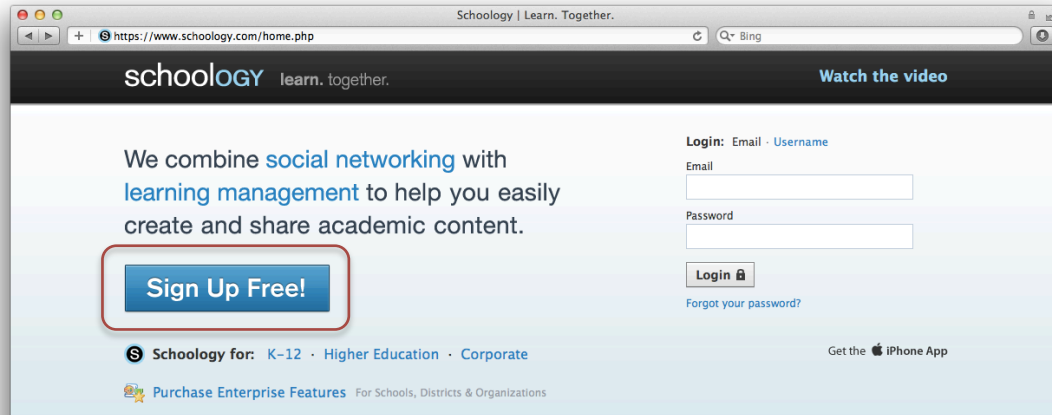 Schoology | Learn. Together.
https://www.schoology.com/home.php
Bing
schoology learn. together.
Watch the video
We combine social networking with
learning management to help you easily
create and share academic content.
Sign Up Free!
Schoology for: K-12 · Higher Education · Corporate
Purchase Enterprise Features For Schools, Districts & Organizations
Login: Email · Username
Email
Password
Login
Forgot your password?
Get the iPhone App